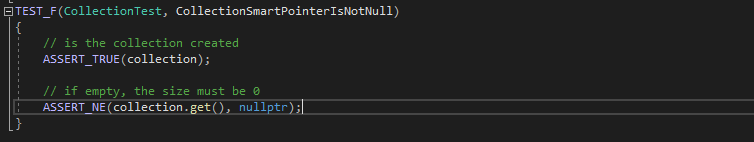 TEST_F(CollectionTest, CollectionSmartPointerIsNotNull)
{
// is the collection created
ASSERT_TRUE(collection);
// if empty, the size must be 0
ASSERT_NE(collection.get(), nullptr);
}